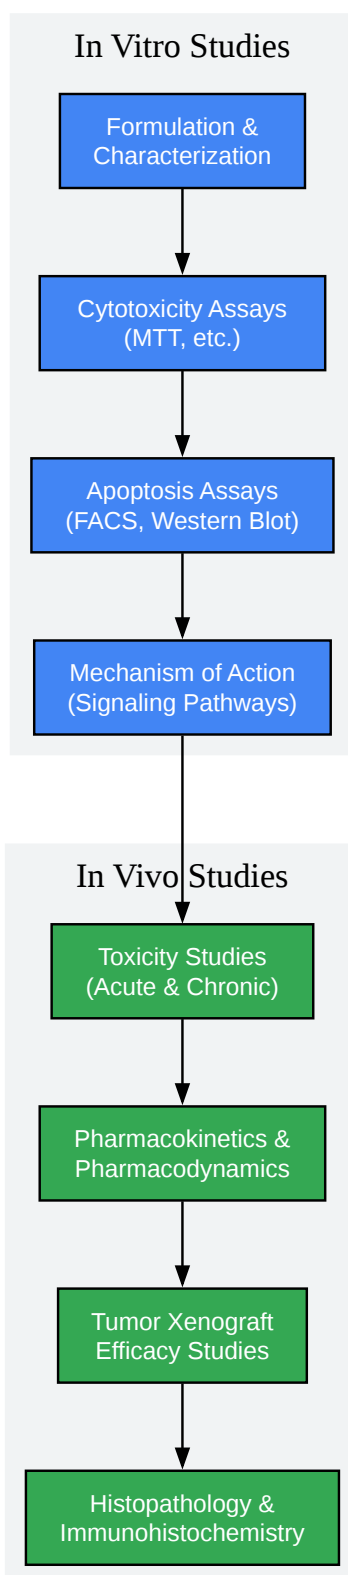 In Vitro Studies
Formulation &
Characterization
Cytotoxicity Assays
(MTT, etc.)
Apoptosis Assays
(FACS, Western Blot)
Mechanism of Action
(Signaling Pathways)
In Vivo Studies
Toxicity Studies
(Acute & Chronic)
Pharmacokinetics &
Pharmacodynamics
Tumor Xenograft
Efficacy Studies
Histopathology &
Immunohistochemistry